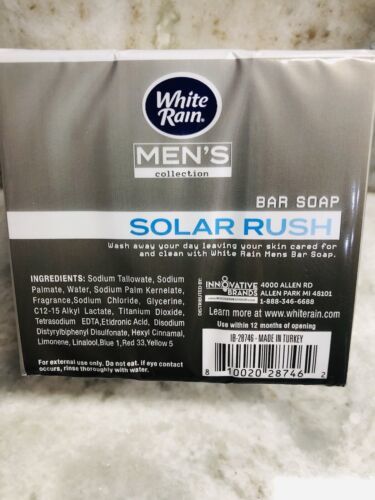 White
Rain®
MEN'S
collection
BAR SOAP
SOLAR RUSH
Wash away your day leaving your skin cared for
and clean with White Rain Mens Bar Soap.
INGREDIENTS: Sodium Tallowate, Sodium
Palmate, Water, Sodium Palm Kernelate,
Fragrance,Sodium Chloride, Glycerine,
C12-15 Alkyl Lactate, Titanium Dioxide,
Tetrasodium EDTA,Etidronic Acid, Disodium
Distyrylbiphenyl Disulfonate, Hexyl Cinnamal,
Limonene, Linalool,Blue 1,Red 33,Yellow 5
For external use only. Do not eat. if eye contact
occurs, rinse thoroughly with water.
DISTRIBUTED BY:
INNOVATIVE
BRANDS
4000 ALLEN RD
ALLEN PARK MI 48101
1-888-346-6688
Learn more at www.whiterain.com
Use within 12 months of opening
IB-28746 - MADE IN TURKEY
8 10020 28746 2